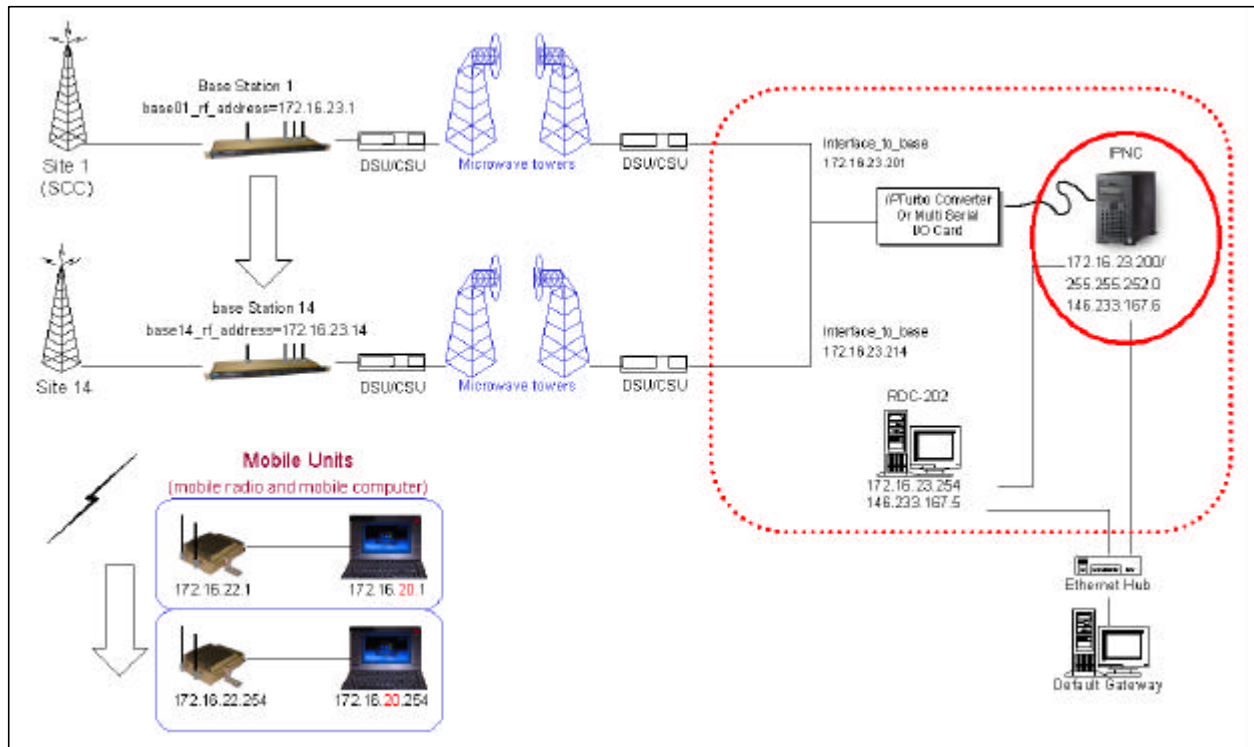 Base Station 1
base01_rf_address=172.16.23.1
Site 1
(SCC)
DSU/CSU
Microwave towers
DSU/CSU
Interface_to_base
172.16.23.201
IPNC
IPTurbo Converter
Or Multi Serial
I/O Card
172.16.23.200/
255.255.252.0
146.233.167.6
base Station 14
base14_rf_address=172.16.23.14
Site 14
DSU/CSU
Microwave towers
DSU/CSU
Interface_to_base
172.16.23.214
RDC-202
172.16.23.254
146.233.167.5
Mobile Units
(mobile radio and mobile computer)
172.16.22.1
172.16.20.1
172.16.22.254
172.16.20.254
Ethernet Hub
Default Gateway